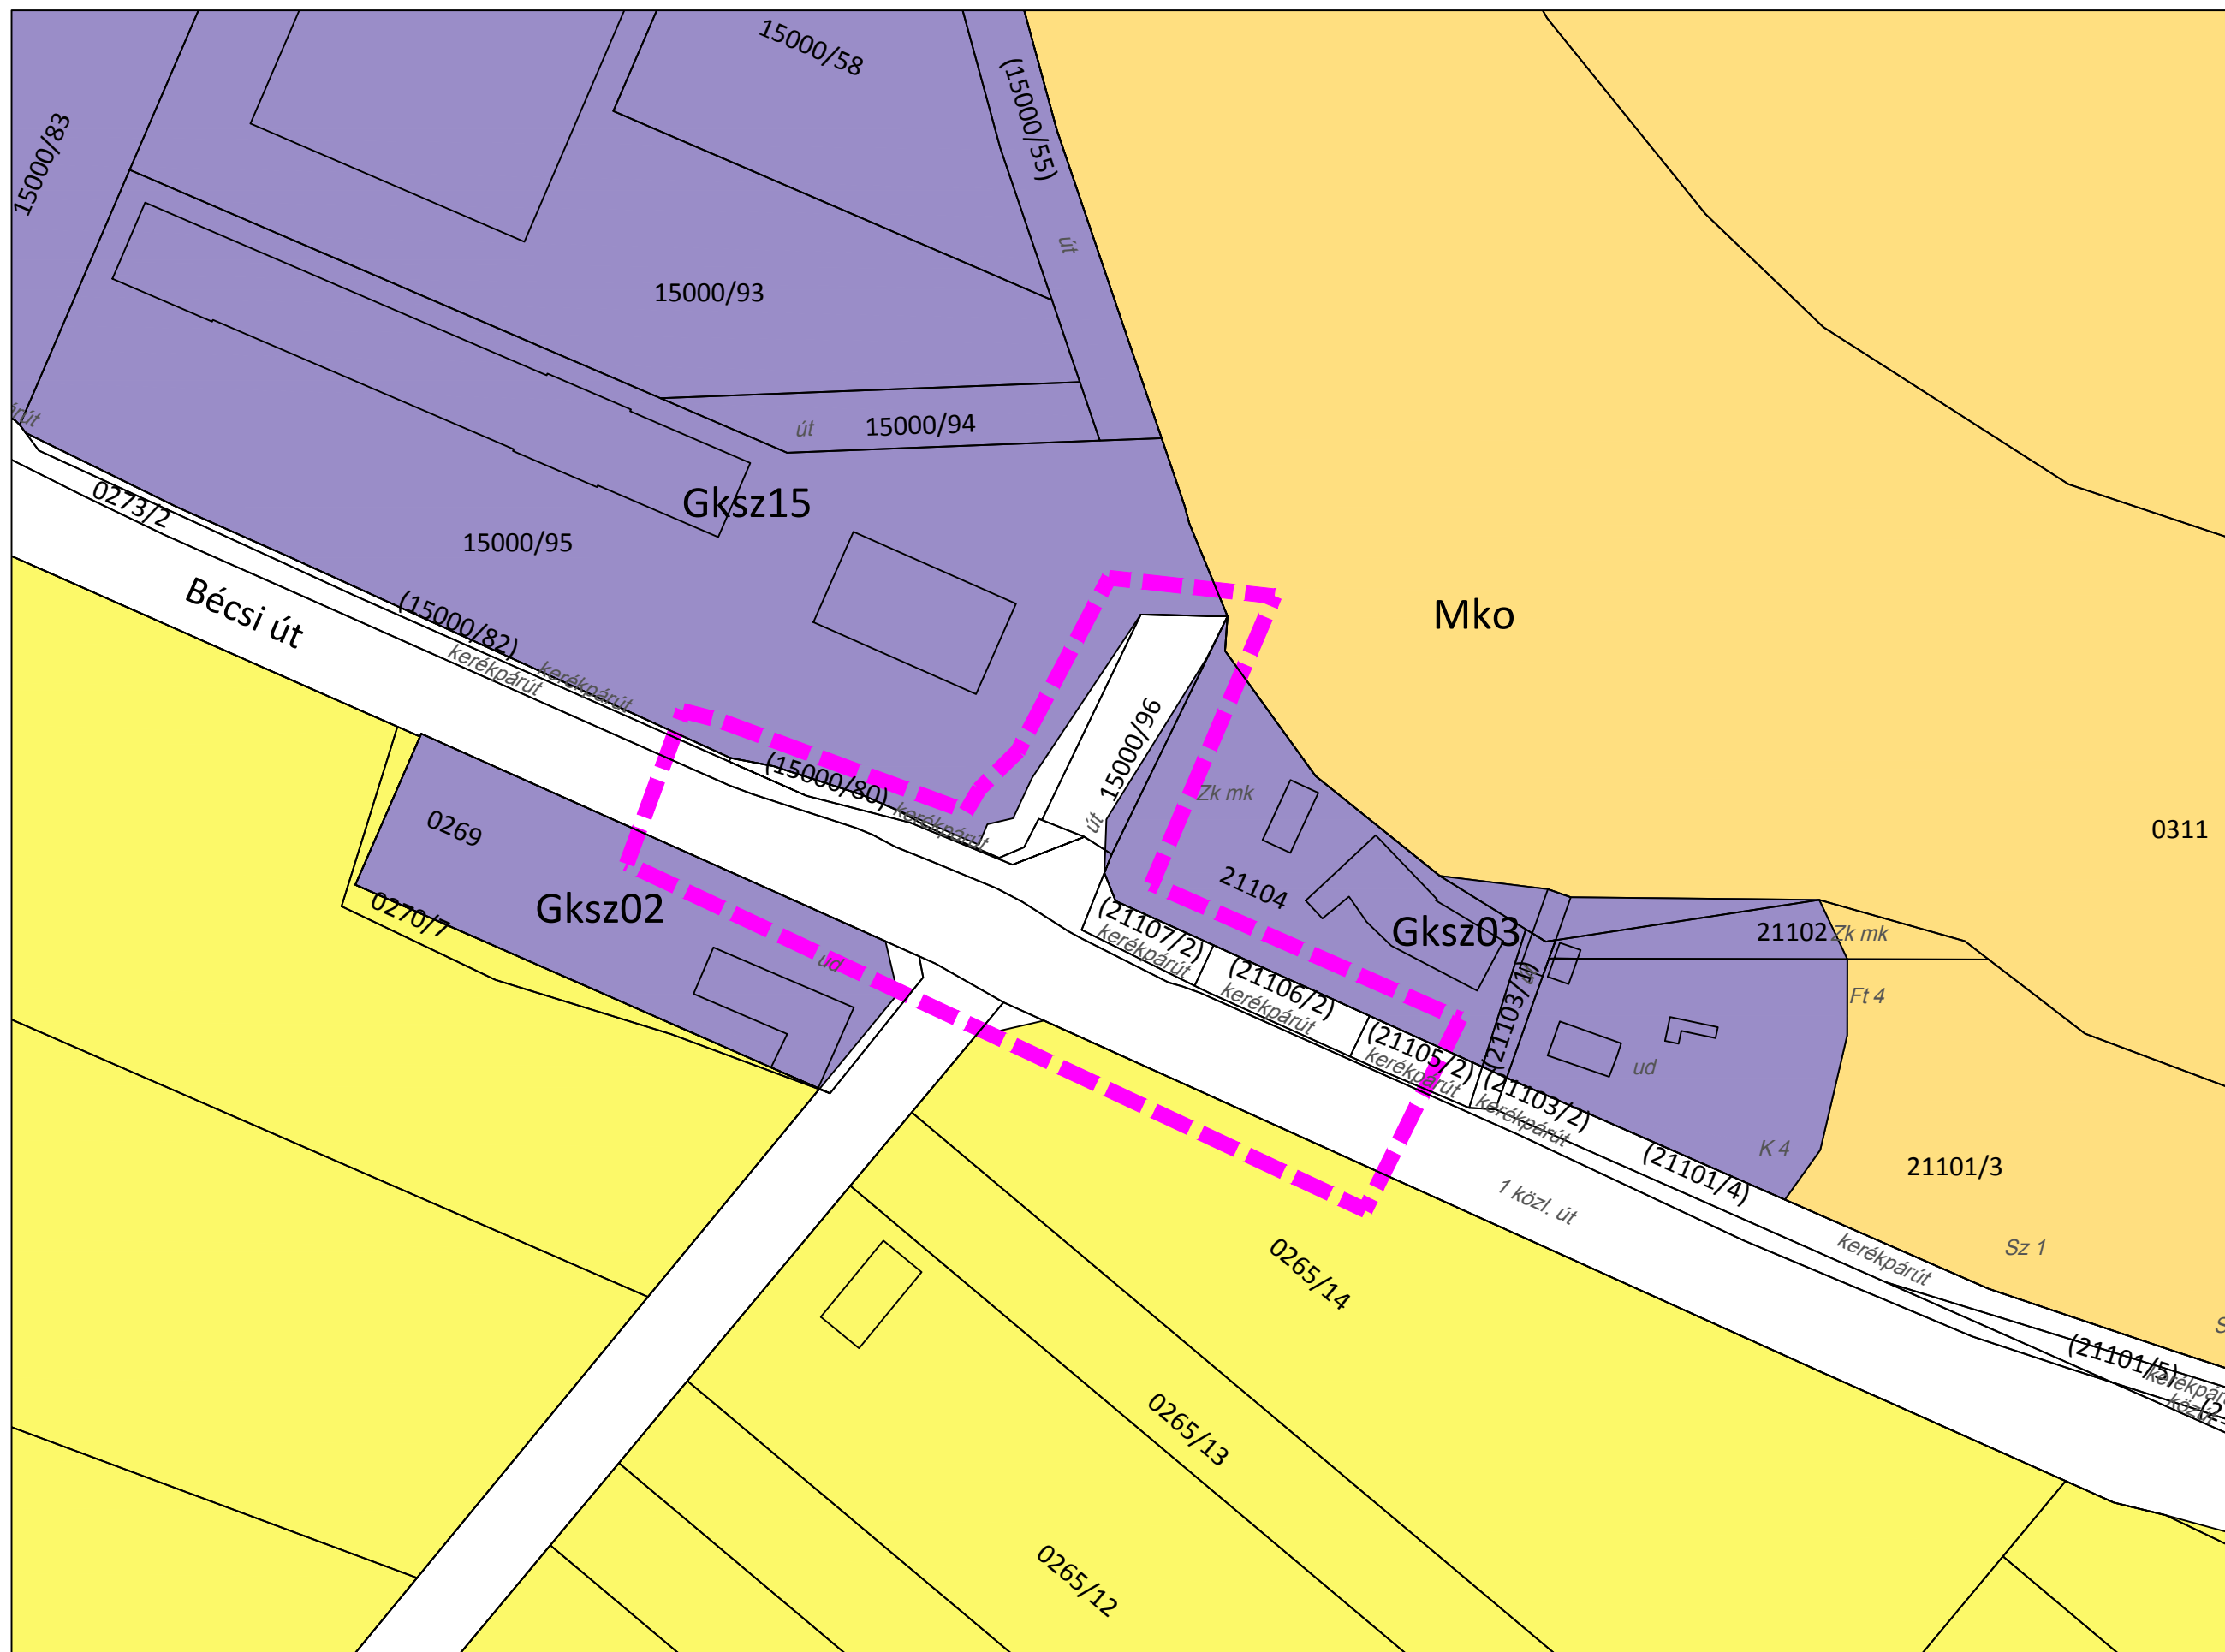 15000/58
(15000/55)
15000/83
út
15000/93
15000/94
út
Gksz15
0273/2
15000/95
Bécsi út
(15000/82)
kerékpárút
kerékpárút
Mko
15000/96
út
(15000/80)
kerékpárút
Zk mk
0269
0311
21104
Gksz02
0270/7
ud
Gksz03
21102
Zk mk
(21107/2)
kerékpárút
(21106/2)
kerékpárút
Ft 4
(21103/1)
(21105/2)
kerékpárút
ud
(21103/2)
kerékpárút
K 4
21101/3
(21101/4)
1 közl. út
0265/14
kerékpárút
Sz 1
(21101/5)
0265/13
0265/12